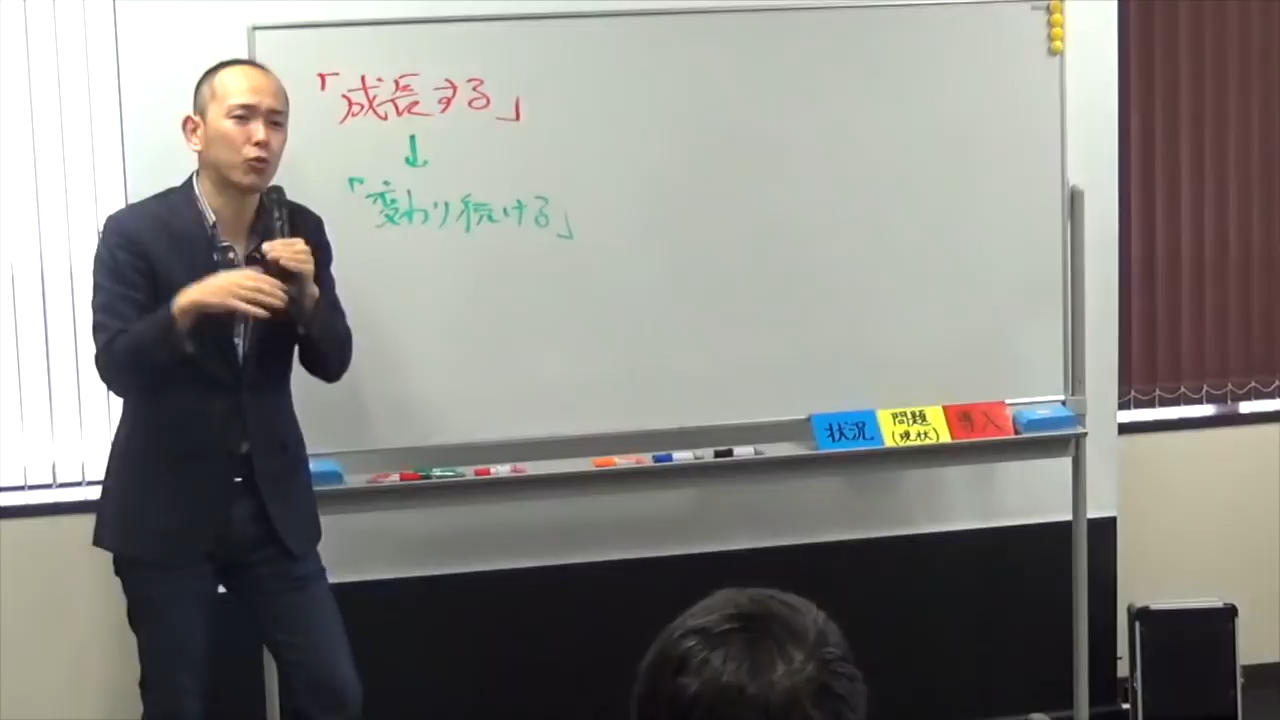 「成長する」
↓
「変わり続ける」
状況
問題
(現状)
導入